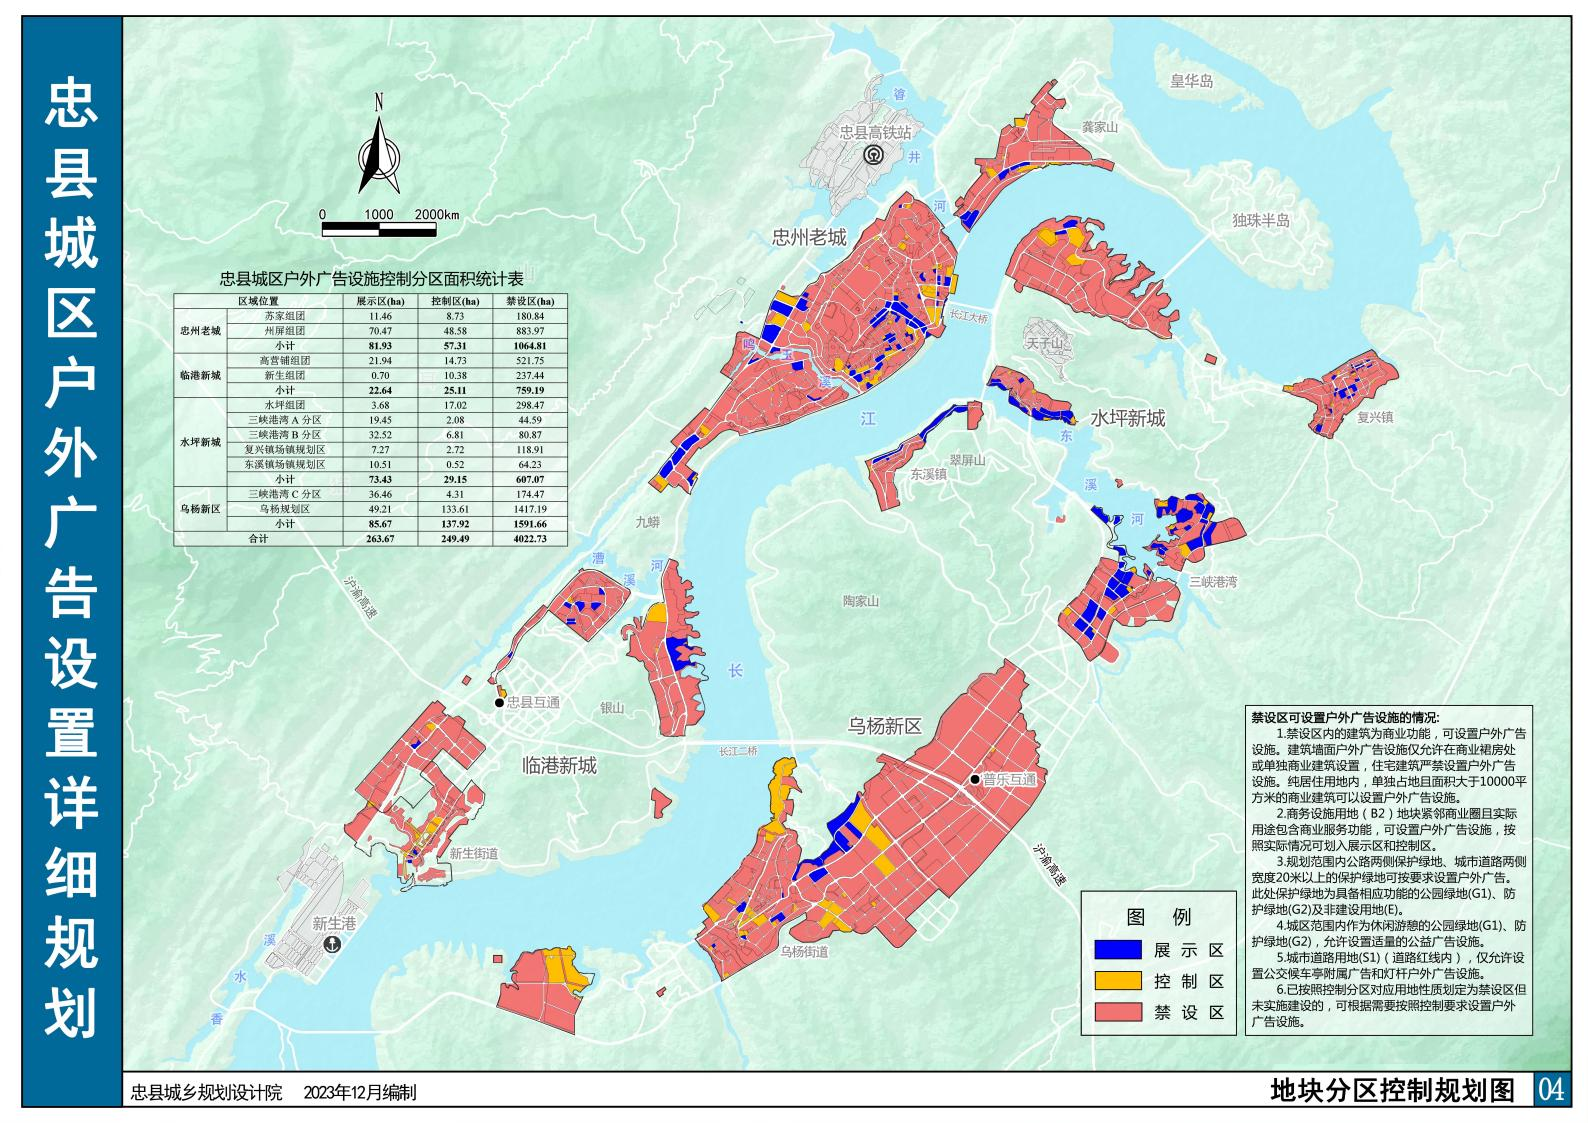 忠县城区户外广告设施设置详细规划
N
0 1000 2000km
忠县城区户外广告设施控制分区面积统计表
区域位置 展示区(ha) 控制区(ha) 禁设区(ha)
忠州老城 苏家组团 11.46 8.73 180.84
州屏组团 70.47 48.58 883.97
小计 81.93 57.31 1064.81
临港新城 高营铺组团 21.94 14.73 521.75
新生组团 0.70 10.38 237.44
小计 22.64 25.11 759.19
水坪新城 水坪组团 3.68 17.02 298.47
三峡港湾 A 分区 19.45 2.08 44.59
三峡港湾 B 分区 32.52 6.81 80.87
复兴镇场镇规划区 7.27 2.72 118.91
东溪镇场镇规划区 10.51 0.52 64.23
小计 73.43 29.15 607.07
乌杨新区 三峡港湾 C 分区 36.46 4.31 174.47
乌杨规划区 49.21 133.61 1417.19
小计 85.67 137.92 1591.66
合计 263.67 249.49 4022.73
皇华岛
㽏
井
河
忠县高铁站
龚家山
独珠半岛
忠州老城
长江大桥
天子山
鸣
玉
溪
江
水坪新城
东
溪
河
复兴镇
翠屏山
东溪镇
九蟒
漕
溪
河
三峡港湾
沪渝高速
陶家山
长
忠县互通
银山
乌杨新区
长江二桥
临港新城
普乐互通
新生街道
沪渝高速
新生港
溪
水
香
乌杨街道
图 例
展 示 区
控 制 区
禁 设 区
禁设区可设置户外广告设施的情况:
1.禁设区内的建筑为商业功能，可设置户外广告
设施。建筑墙面户外广告设施仅允许在商业裙房处
或单独商业建筑设置，住宅建筑严禁设置户外广告
设施。纯居住用地内，单独占地且面积大于10000平
方米的商业建筑可以设置户外广告设施。
2.商务设施用地（B2）地块紧邻商业圈且实际
用途包含商业服务功能，可设置户外广告设施，按
照实际情况可划入展示区和控制区。
3.规划范围内公路两侧保护绿地、城市道路两侧
宽度20米以上的保护绿地可按要求设置户外广告。
此处保护绿地为具备相应功能的公园绿地(G1)、防
护绿地(G2)及非建设用地(E)。
4.城区范围内作为休闲游憩的公园绿地(G1)、防
护绿地(G2)，允许设置适量的公益广告设施。
5.城市道路用地(S1)（道路红线内），仅允许设
置公交候车亭附属广告和灯杆户外广告设施。
6.已按照控制分区对应用地性质划定为禁设区但
未实施建设的，可根据需要按照控制要求设置户外
广告设施。
忠县城乡规划设计院 2023年12月编制
地块分区控制规划图 04